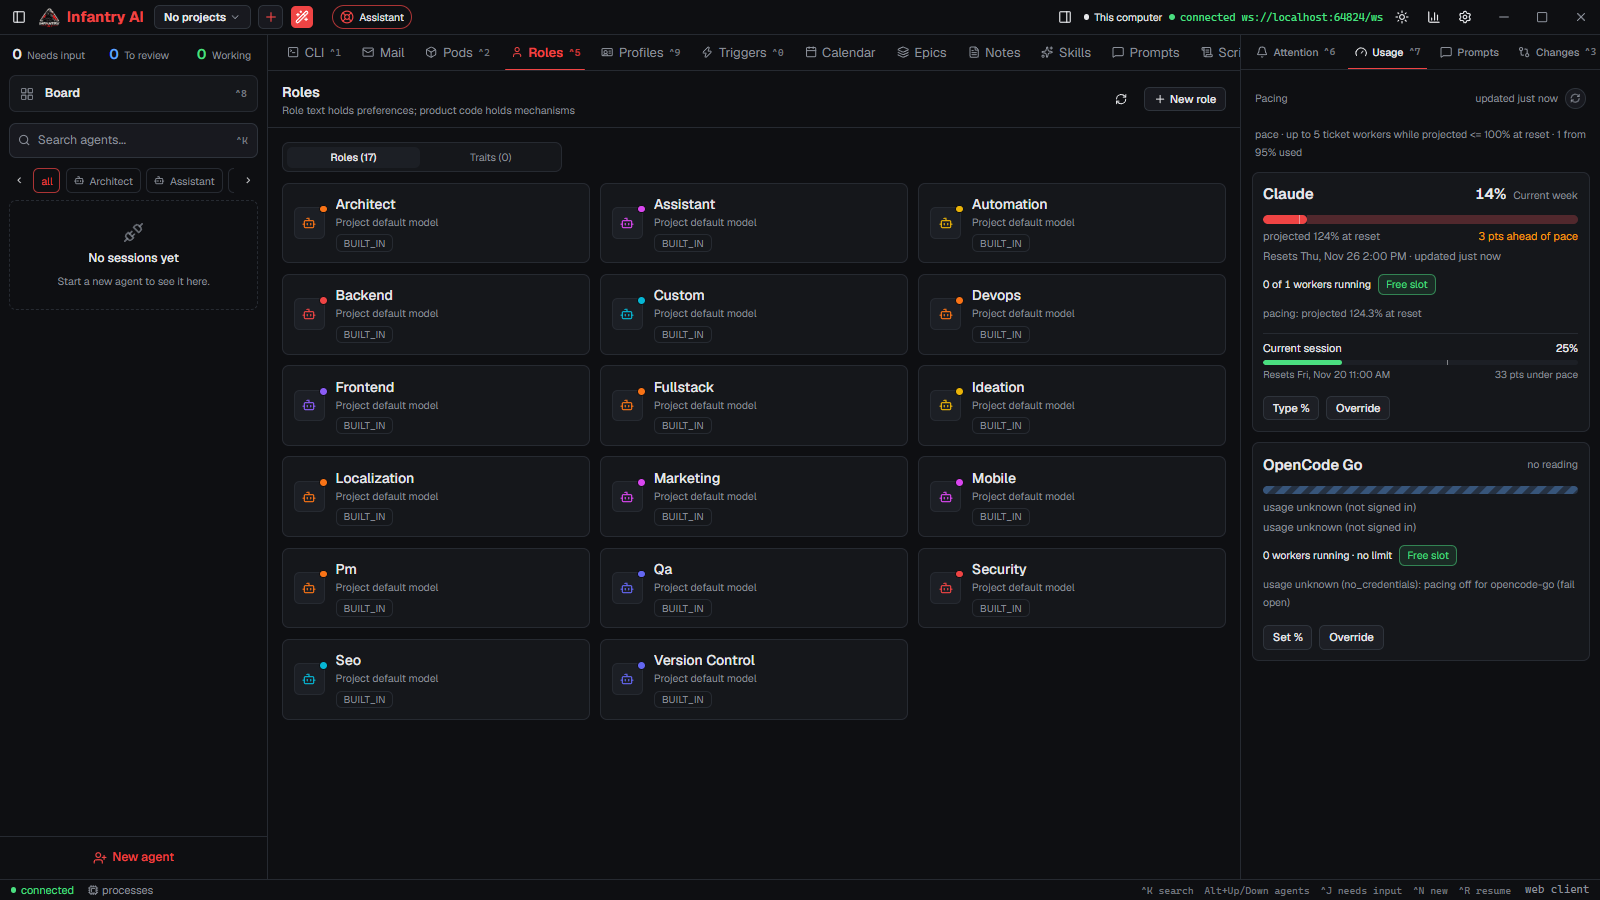 Infantry AI
No projects
Assistant
This computer
connected ws://localhost:64824/ws
0 Needs input
0 To review
0 Working
Board ^8
Search agents... ^K
all
Architect
Assistant
No sessions yet
Start a new agent to see it here.
New agent
CLI ^1
Mail
Pods ^2
Roles ^5
Profiles ^9
Triggers ^0
Calendar
Epics
Notes
Skills
Prompts
Scri
Roles
Role text holds preferences; product code holds mechanisms
New role
Roles (17)
Traits (0)
Architect
Project default model
BUILT_IN
Assistant
Project default model
BUILT_IN
Automation
Project default model
BUILT_IN
Backend
Project default model
BUILT_IN
Custom
Project default model
BUILT_IN
Devops
Project default model
BUILT_IN
Frontend
Project default model
BUILT_IN
Fullstack
Project default model
BUILT_IN
Ideation
Project default model
BUILT_IN
Localization
Project default model
BUILT_IN
Marketing
Project default model
BUILT_IN
Mobile
Project default model
BUILT_IN
Pm
Project default model
BUILT_IN
Qa
Project default model
BUILT_IN
Security
Project default model
BUILT_IN
Seo
Project default model
BUILT_IN
Version Control
Project default model
BUILT_IN
Attention ^6
Usage ^7
Prompts
Changes ^3
Pacing
updated just now
pace · up to 5 ticket workers while projected <= 100% at reset · 1 from
95% used
Claude
14% Current week
projected 124% at reset
3 pts ahead of pace
Resets Thu, Nov 26 2:00 PM · updated just now
0 of 1 workers running
Free slot
pacing: projected 124.3% at reset
Current session
25%
Resets Fri, Nov 20 11:00 AM
33 pts under pace
Type %
Override
OpenCode Go
no reading
usage unknown (not signed in)
usage unknown (not signed in)
0 workers running · no limit
Free slot
usage unknown (no_credentials): pacing off for opencode-go (fail
open)
Set %
Override
connected
processes
^K search
Alt+Up/Down agents
^J needs input
^N new
^R resume
web client